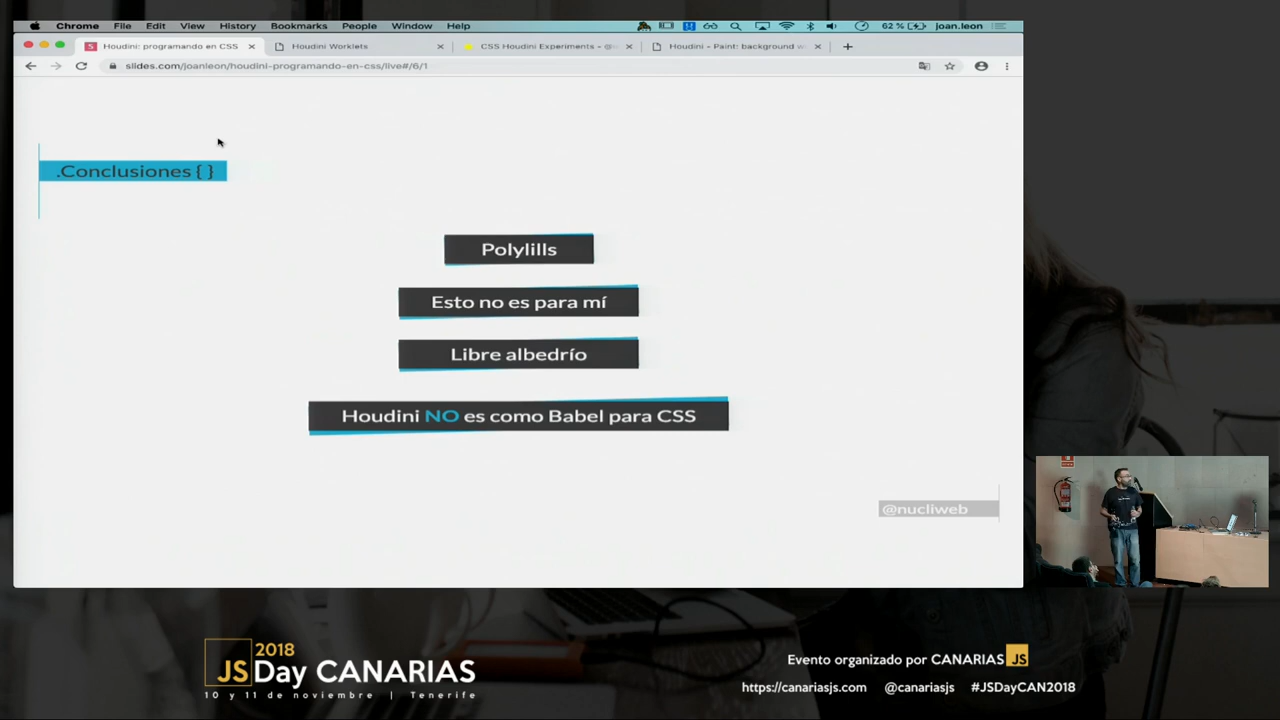 Chrome File Edit View History Bookmarks People Window Help 62 % joan.leon
Houdini: programando en CSS
Houdini Worklets
CSS Houdini Experiments - @
Houdini - Paint: background w
slides.com/joanleon/houdini-programando-en-css/live#/6/1
.Conclusiones { }
Polylills
Esto no es para mí
Libre albedrío
Houdini NO es como Babel para CSS
@nucliweb
2018
JSDay CANARIAS
10 y 11 de noviembre | Tenerife
Evento organizado por CANARIAS JS
https://canariasjs.com @canariasjs #JSDayCAN2018